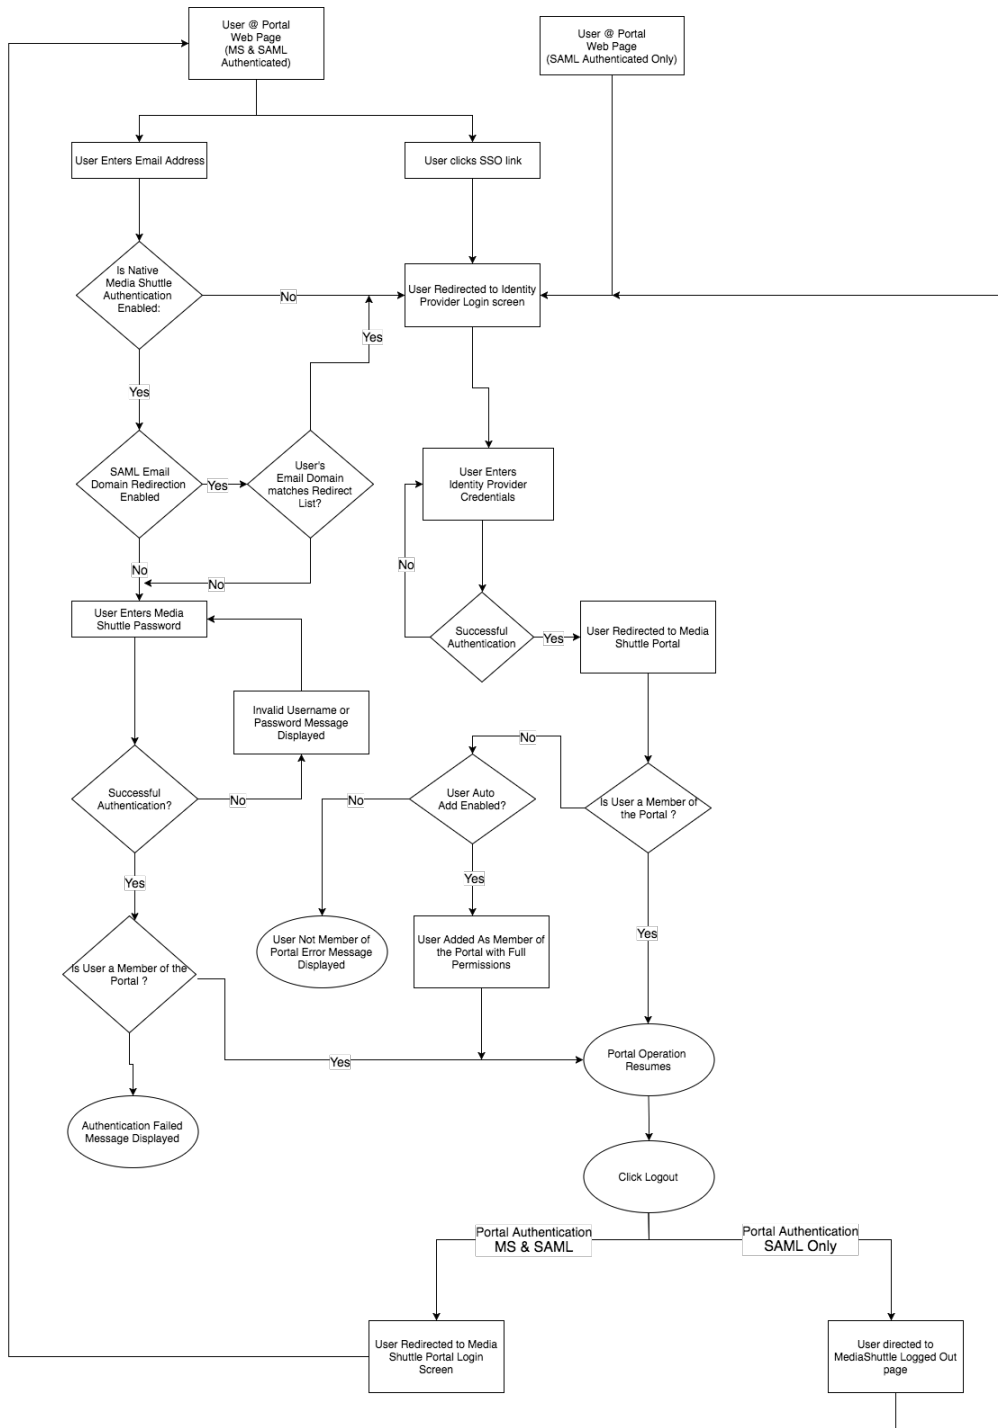 User @ Portal
Web Page
(MS & SAML
Authenticated)
User @ Portal
Web Page
(SAML Authenticated Only)
User Enters Email Address
User clicks SSO link
Is Native
Media Shuttle
Authentication
Enabled:
No
User Redirected to Identity
Provider Login screen
Yes
Yes
SAML Email
Domain Redirection
Enabled
Yes
User's
Email Domain
matches Redirect
List?
User Enters
Identity Provider
Credentials
No
No
No
User Enters Media
Shuttle Password
Successful
Authentication
Yes
User Redirected to Media
Shuttle Portal
Invalid Username or
Password Message
Displayed
No
Successful
Authentication?
No
No
User Auto
Add Enabled?
Is User a Member of
the Portal ?
Yes
Yes
User Not Member of
Portal Error Message
Displayed
User Added As Member of
the Portal with Full
Permissions
Yes
Is User a Member of the
Portal ?
Yes
Portal Operation
Resumes
Authentication Failed
Message Displayed
Click Logout
Portal Authentication
MS & SAML
Portal Authentication
SAML Only
User Redirected to Media
Shuttle Portal Login
Screen
User directed to
MediaShuttle Logged Out
page